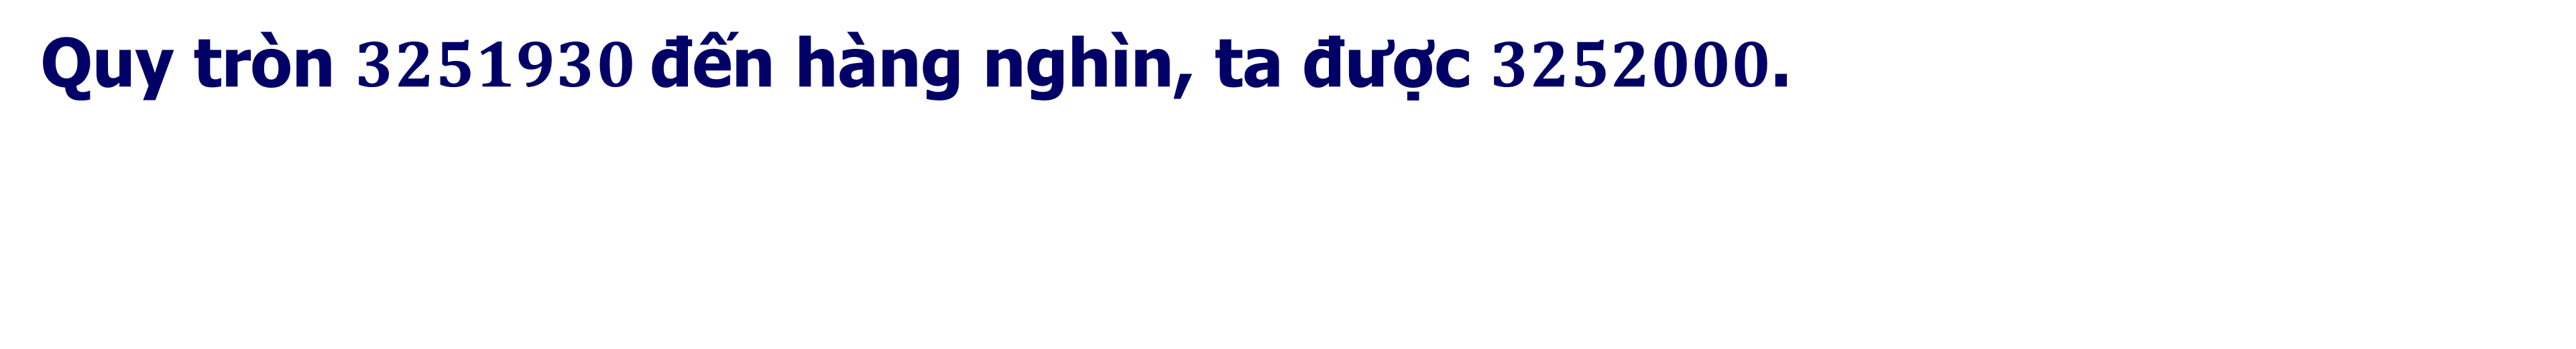 Quy tròn 3251930 đến hàng nghìn, ta được 3252000.